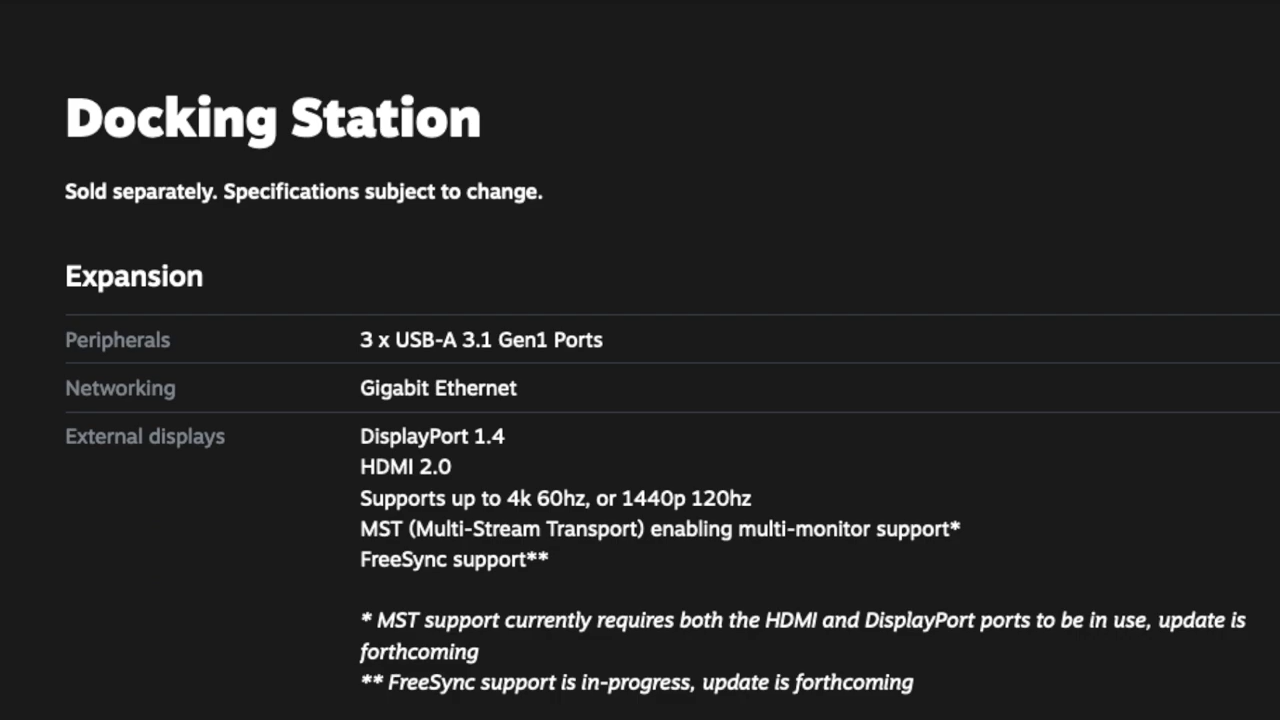 Docking Station
Sold separately. Specifications subject to change.
Expansion
Peripherals 3 x USB-A 3.1 Gen1 Ports
Networking Gigabit Ethernet
External displays DisplayPort 1.4
HDMI 2.0
Supports up to 4k 60hz, or 1440p 120hz
MST (Multi-Stream Transport) enabling multi-monitor support*
FreeSync support**
* MST support currently requires both the HDMI and DisplayPort ports to be in use, update is
forthcoming
** FreeSync support is in-progress, update is forthcoming